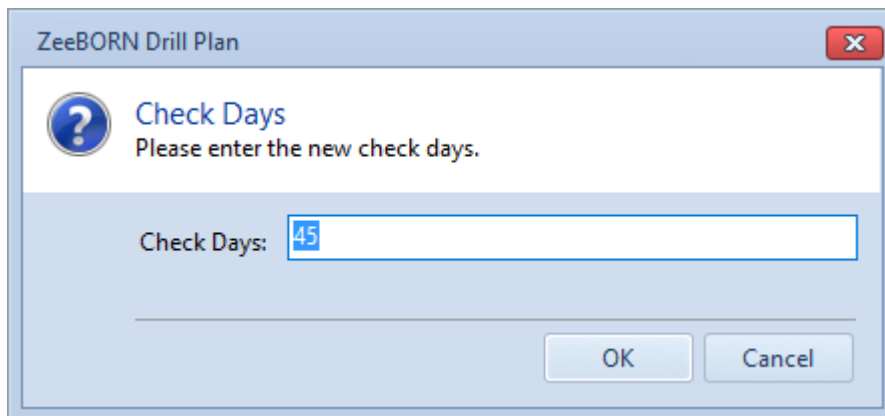 ZeeBORN Drill Plan
Check Days
Please enter the new check days.
Check Days: 45
OK Cancel